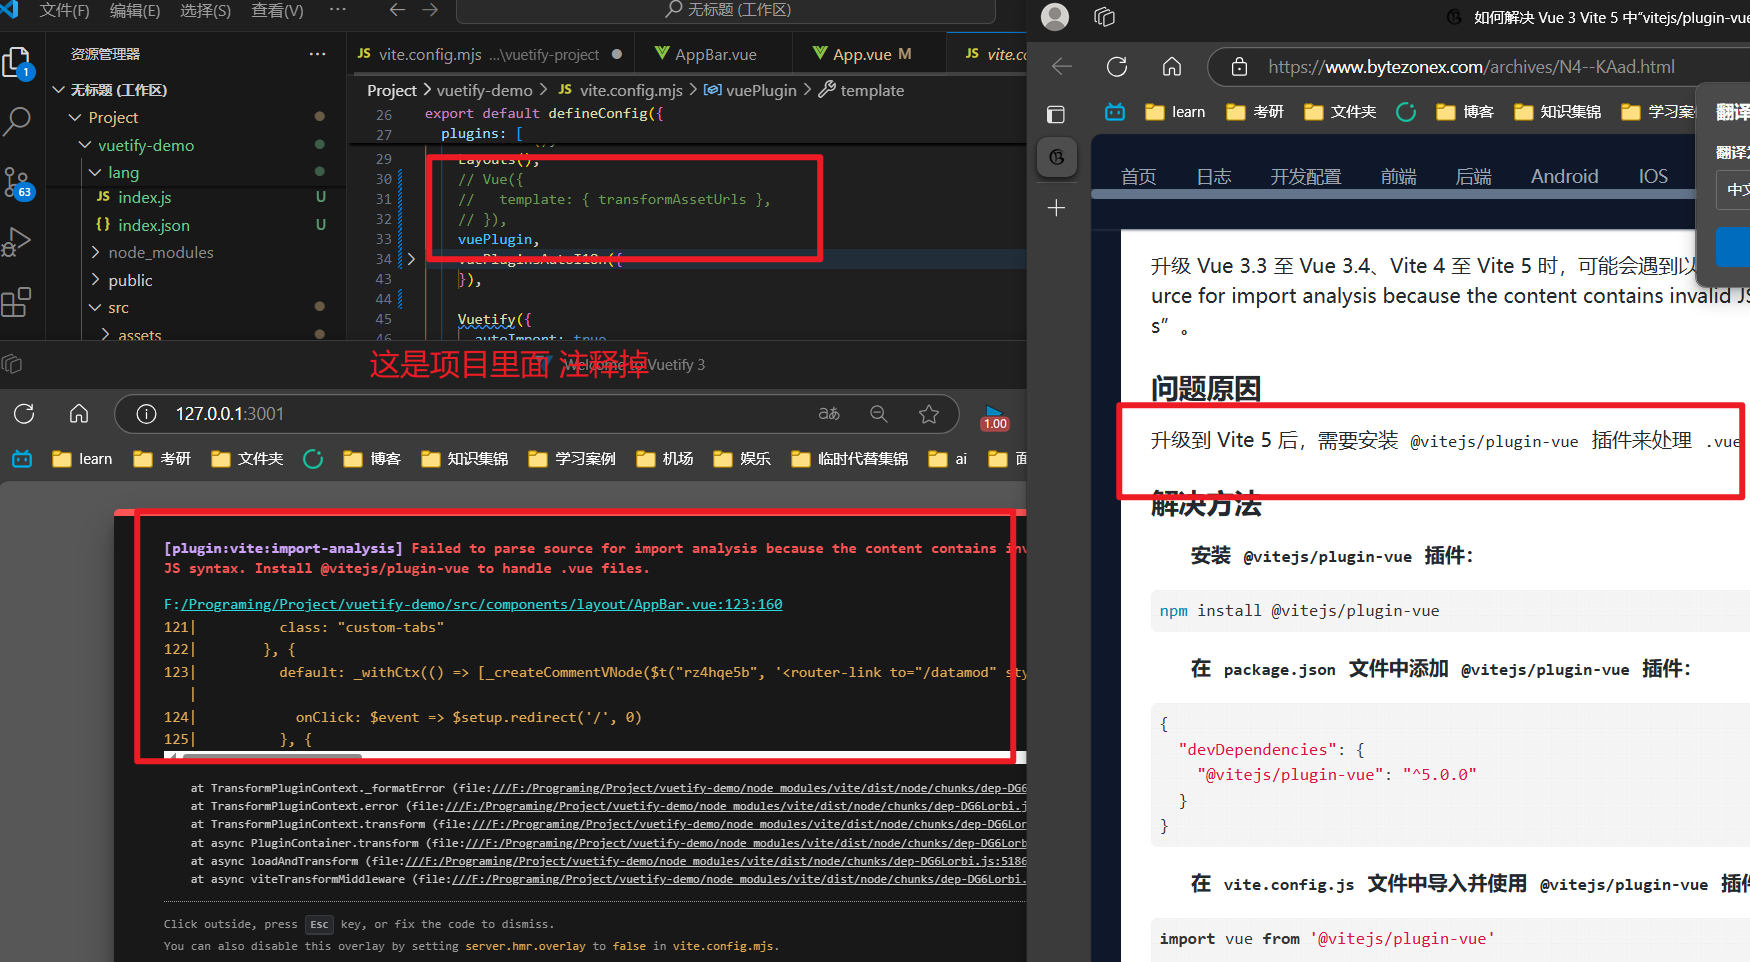 文件(F) 编辑(E) 选择(S) 查看(V) ··· 无标题 (工作区)
资源管理器 ···
1
无标题 (工作区)
Project
vuetify-demo
lang
JS index.js U
{} index.json U
63
node_modules
public
src
assets
JS vite.config.mjs ...\vuetify-project ● AppBar.vue App.vue M JS vite.co
Project > vuetify-demo > JS vite.config.mjs > vuePlugin > template
26 export default defineConfig({
27 plugins: [
29 Layouts(),
30 // Vue({
31 // template: { transformAssetUrls },
32 // }),
33 vuePlugin,
34 vuePluginsAutoI18n({
43 }),
44
45 Vuetify({
46 autoImport: true
这是项目里面 注释掉
Welcome to Vuetify 3
127.0.0.1:3001
aあ
1.00
learn 考研 文件夹 博客 知识集锦 学习案例 机场 娱乐 临时代替集锦 ai 面
[plugin:vite:import-analysis] Failed to parse source for import analysis because the content contains inv
JS syntax. Install @vitejs/plugin-vue to handle .vue files.
F:/Programing/Project/vuetify-demo/src/components/layout/AppBar.vue:123:160
121| class: "custom-tabs"
122| }, {
123| default: _withCtx(() => [_createCommentVNode($t("rz4hqe5b", '<router-link to="/datamod" sty
|
124| onClick: $event => $setup.redirect('/', 0)
125| }, {
at TransformPluginContext._formatError (file:///F:/Programing/Project/vuetify-demo/node_modules/vite/dist/node/chunks/dep-DG6
at TransformPluginContext.error (file:///F:/Programing/Project/vuetify-demo/node_modules/vite/dist/node/chunks/dep-DG6Lorbi.j
at TransformPluginContext.transform (file:///F:/Programing/Project/vuetify-demo/node_modules/vite/dist/node/chunks/dep-DG6Lor
at async PluginContainer.transform (file:///F:/Programing/Project/vuetify-demo/node_modules/vite/dist/node/chunks/dep-DG6Lorb
at async loadAndTransform (file:///F:/Programing/Project/vuetify-demo/node_modules/vite/dist/node/chunks/dep-DG6Lorbi.js:5186
at async viteTransformMiddleware (file:///F:/Programing/Project/vuetify-demo/node_modules/vite/dist/node/chunks/dep-DG6Lorbi.
Click outside, press Esc key, or fix the code to dismiss.
You can also disable this overlay by setting server.hmr.overlay to false in vite.config.mjs.
如何解决 Vue 3 Vite 5 中“vitejs/plugin-vue
https://www.bytezonex.com/archives/N4--KAad.html
learn 考研 文件夹 博客 知识集锦 学习案
翻译
翻译为
中文
首页 日志 开发配置 前端 后端 Android IOS
升级 Vue 3.3 至 Vue 3.4、Vite 4 至 Vite 5 时，可能会遇到以
urce for import analysis because the content contains invalid JS
s”。
问题原因
升级到 Vite 5 后，需要安装 @vitejs/plugin-vue 插件来处理 .vue
解决方法
安装 @vitejs/plugin-vue 插件：
npm install @vitejs/plugin-vue
在 package.json 文件中添加 @vitejs/plugin-vue 插件：
{
"devDependencies": {
"@vitejs/plugin-vue": "^5.0.0"
}
}
在 vite.config.js 文件中导入并使用 @vitejs/plugin-vue 插件
import vue from '@vitejs/plugin-vue'